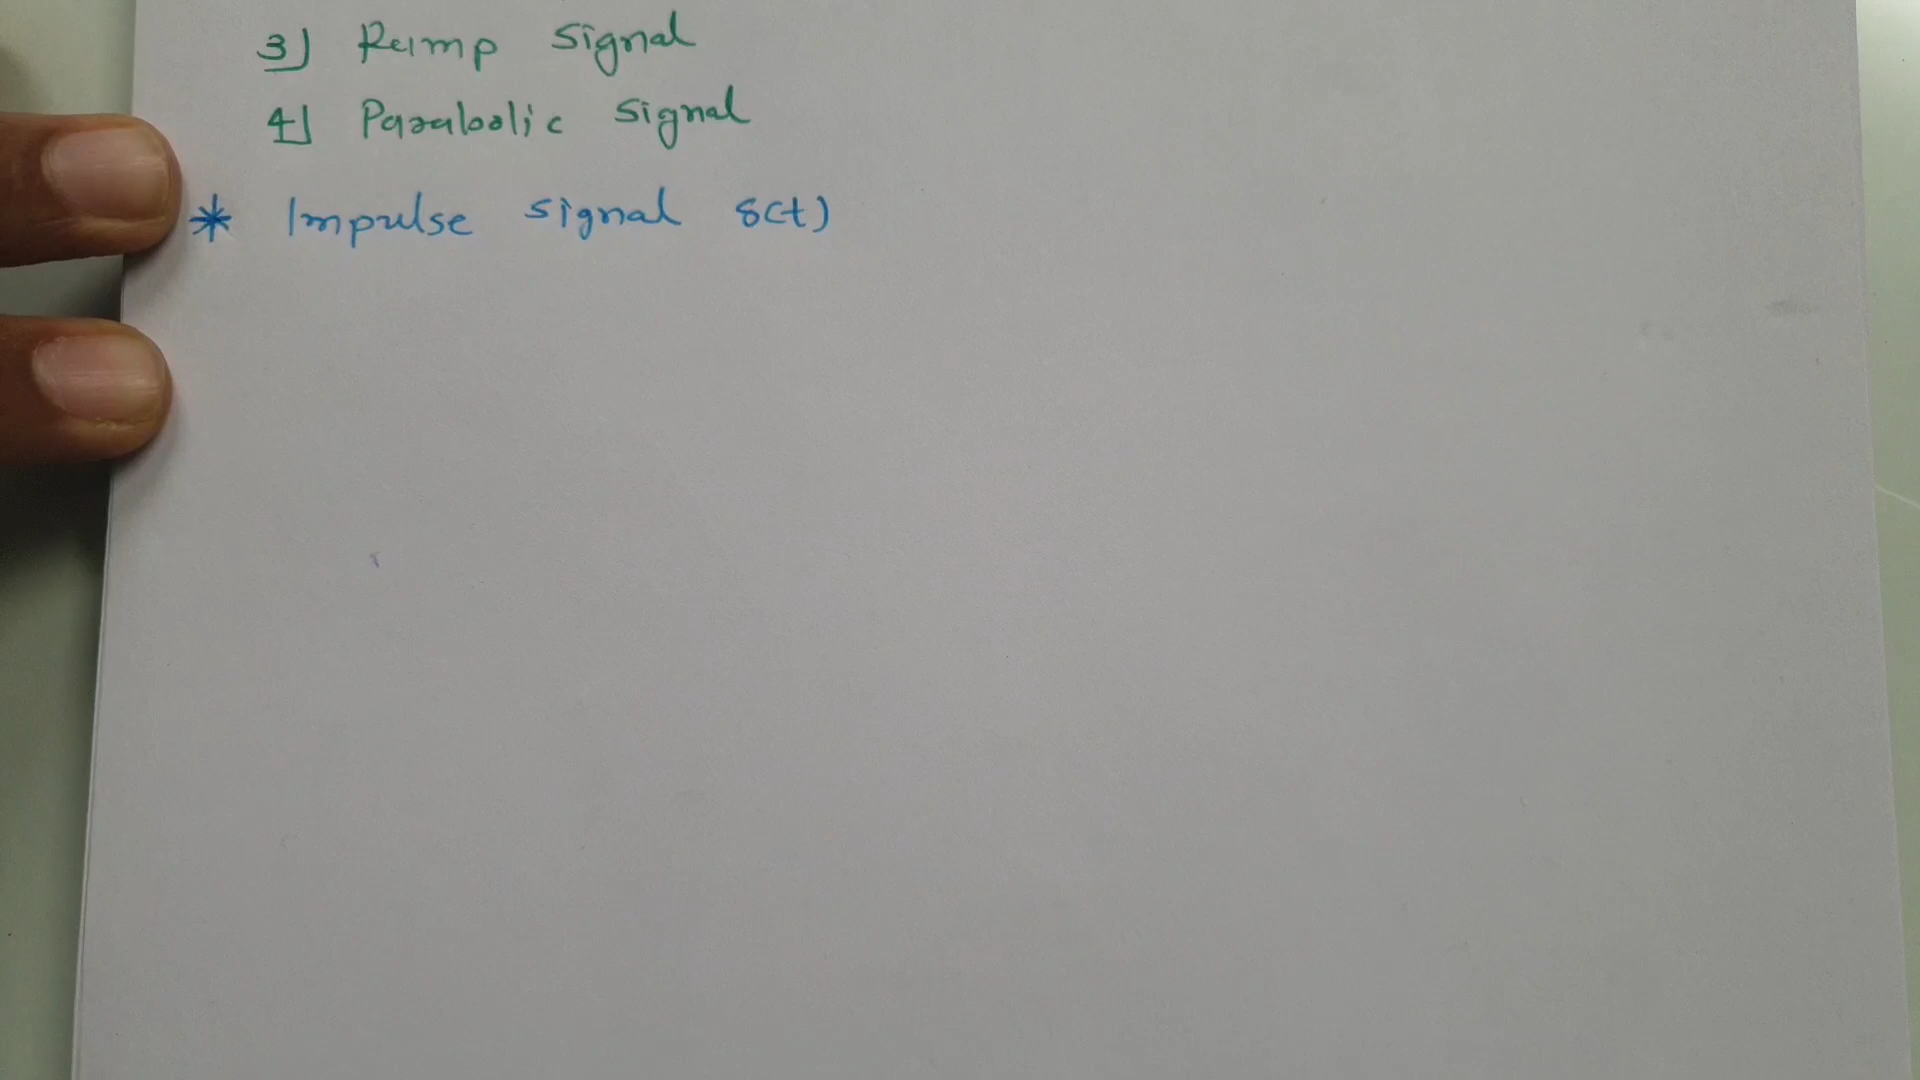 3] Ramp Signal
4] Parabolic Signal
* Impulse signal δ(t)